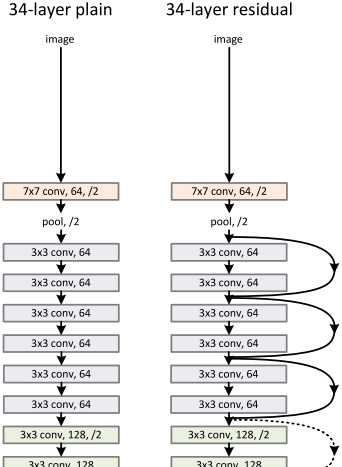 34-layer plain
image
7x7 conv, 64, /2
pool, /2
3x3 conv, 64
3x3 conv, 64
3x3 conv, 64
3x3 conv, 64
3x3 conv, 64
3x3 conv, 64
3x3 conv, 128, /2
3x3 conv, 128
34-layer residual
image
7x7 conv, 64, /2
pool, /2
3x3 conv, 64
3x3 conv, 64
3x3 conv, 64
3x3 conv, 64
3x3 conv, 64
3x3 conv, 64
3x3 conv, 128, /2
3x3 conv, 128